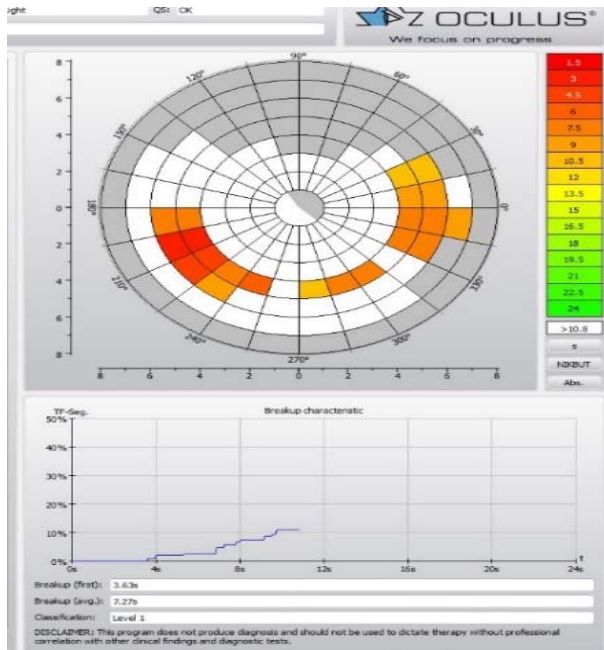 ight QS: OK
OCULUS®
We focus on progress
90°
120° 60°
150° 30°
180° 0°
210° 330°
240° 300°
270°
8
6
4
2
0
2
4
6
8
8 6 4 2 0 2 4 6 8
1.5
3
4.5
6
7.5
9
10.5
12
13.5
15
16.5
18
19.5
21
22.5
24
>10.8
s
NIKBUT
Abs.
TF-Seg. Breakup characteristic
50%
40%
30%
20%
10%
0%
0s 4s 8s 12s 16s 20s 24s t
Breakup (first): 3.63s
Breakup (avg.): 7.27s
Classification: Level 1
DISCLAIMER: This program does not produce diagnosis and should not be used to dictate therapy without professional
correlation with other clinical findings and diagnostic tests.